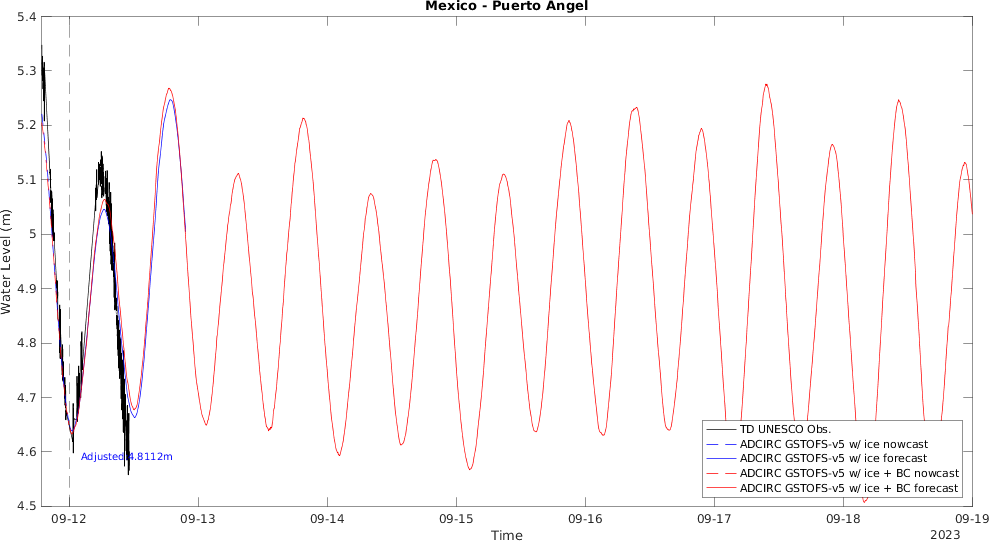 Mexico - Puerto Angel
5.4
5.3
5.2
5.1
5
4.9
4.8
4.7
4.6
4.5
Water Level (m)
Adjusted 4.8112m
TD UNESCO Obs.
ADCIRC GSTOFS-v5 w/ ice nowcast
ADCIRC GSTOFS-v5 w/ ice forecast
ADCIRC GSTOFS-v5 w/ ice + BC nowcast
ADCIRC GSTOFS-v5 w/ ice + BC forecast
09-12 09-13 09-14 09-15 09-16 09-17 09-18 09-19
Time
2023